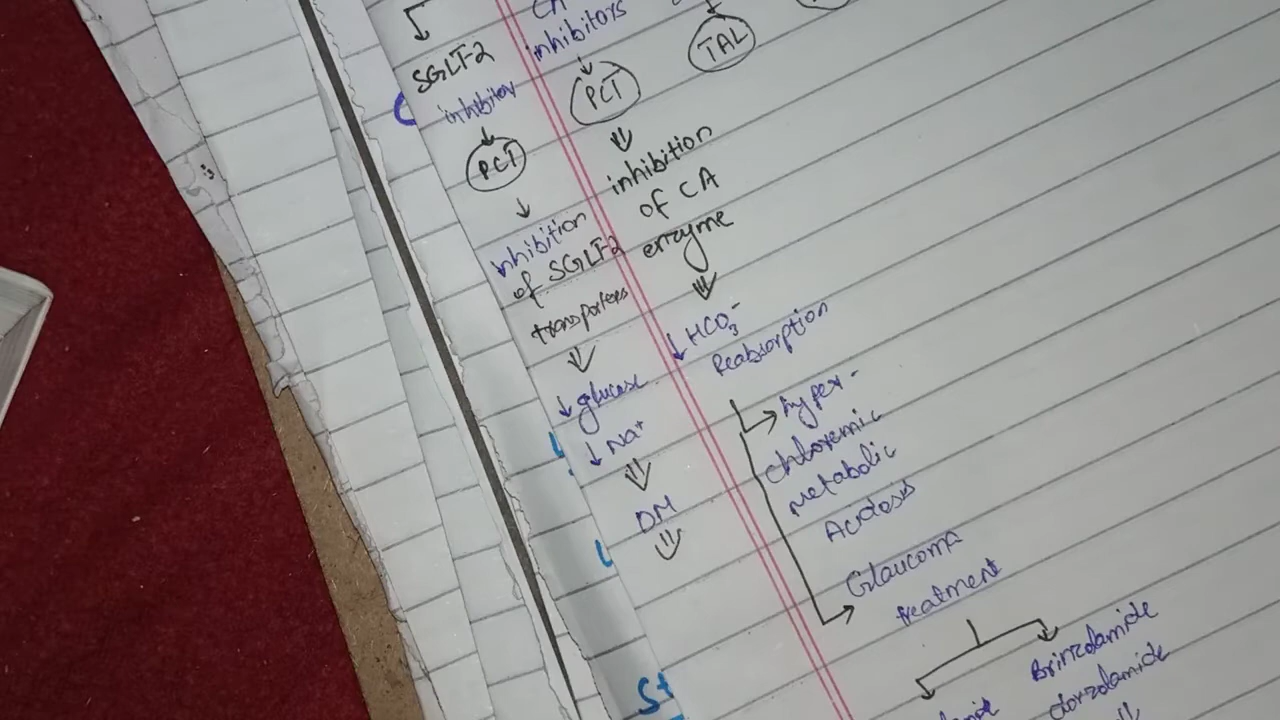 SGLT-2
inhibitor
PCT
inhibition
of SGLT-2
transporters
↓ glucose
↓ Na+
DM
CA
inhibitors
PCT
inhibition
of CA
enzyme
↓ HCO3-
Reabsorption
hyper-
chloremic
metabolic
Acidosis
Glaucoma
treatment
Brinzolamide
dorzolamide
TAL
St